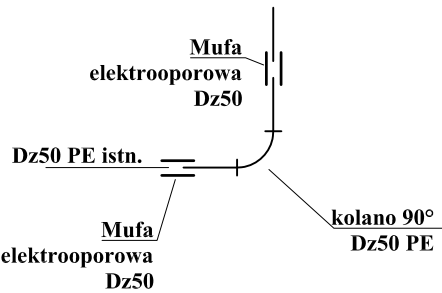 Mufa
elektrooporowa
Dz50
Dz50 PE istn.
kolano 90°
Dz50 PE
Mufa
elektrooporowa
Dz50